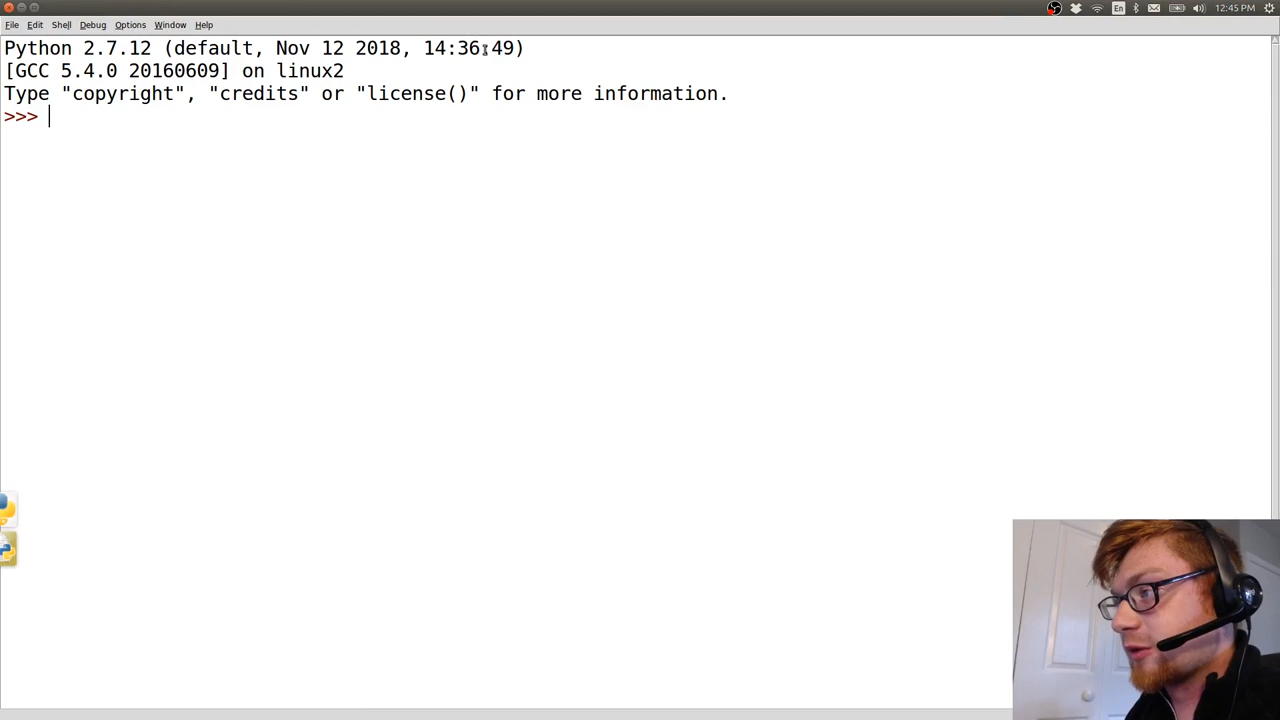 En 12:45 PM
File Edit Shell Debug Options Window Help
Python 2.7.12 (default, Nov 12 2018, 14:36:49)
[GCC 5.4.0 20160609] on linux2
Type "copyright", "credits" or "license()" for more information.
>>>